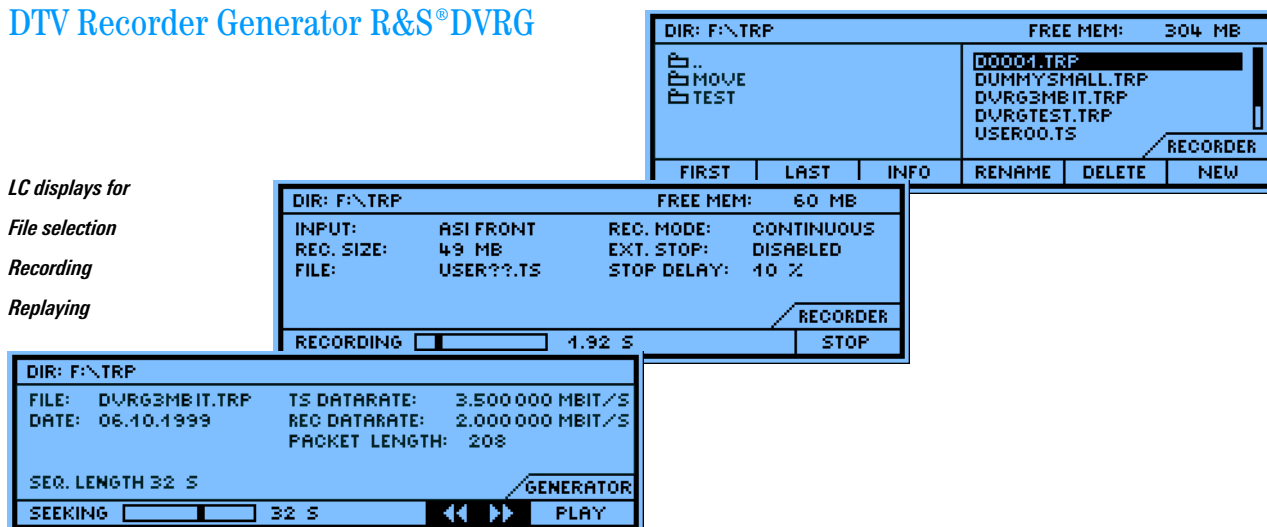 DTV Recorder Generator R&S®DVRG
DIR: F:\TRP FREE MEM: 304 MB
..
MOVE
TEST
D0001.TRP
DUMMYSMALL.TRP
DVRG3MBIT.TRP
DVRGTEST.TRP
USER00.TS
RECORDER
FIRST LAST INFO RENAME DELETE NEW
LC displays for
File selection
Recording
Replaying
DIR: F:\TRP FREE MEM: 60 MB
INPUT: ASI FRONT REC. MODE: CONTINUOUS
REC. SIZE: 49 MB EXT. STOP: DISABLED
FILE: USER??.TS STOP DELAY: 10 %
RECORDER
RECORDING 1.92 S STOP
DIR: F:\TRP
FILE: DVRG3MBIT.TRP TS DATARATE: 3.500000 MBIT/S
DATE: 06.10.1999 REC DATARATE: 2.000000 MBIT/S
PACKET LENGTH: 208
SEQ. LENGTH 32 S
GENERATOR
SEEKING 32 S PLAY